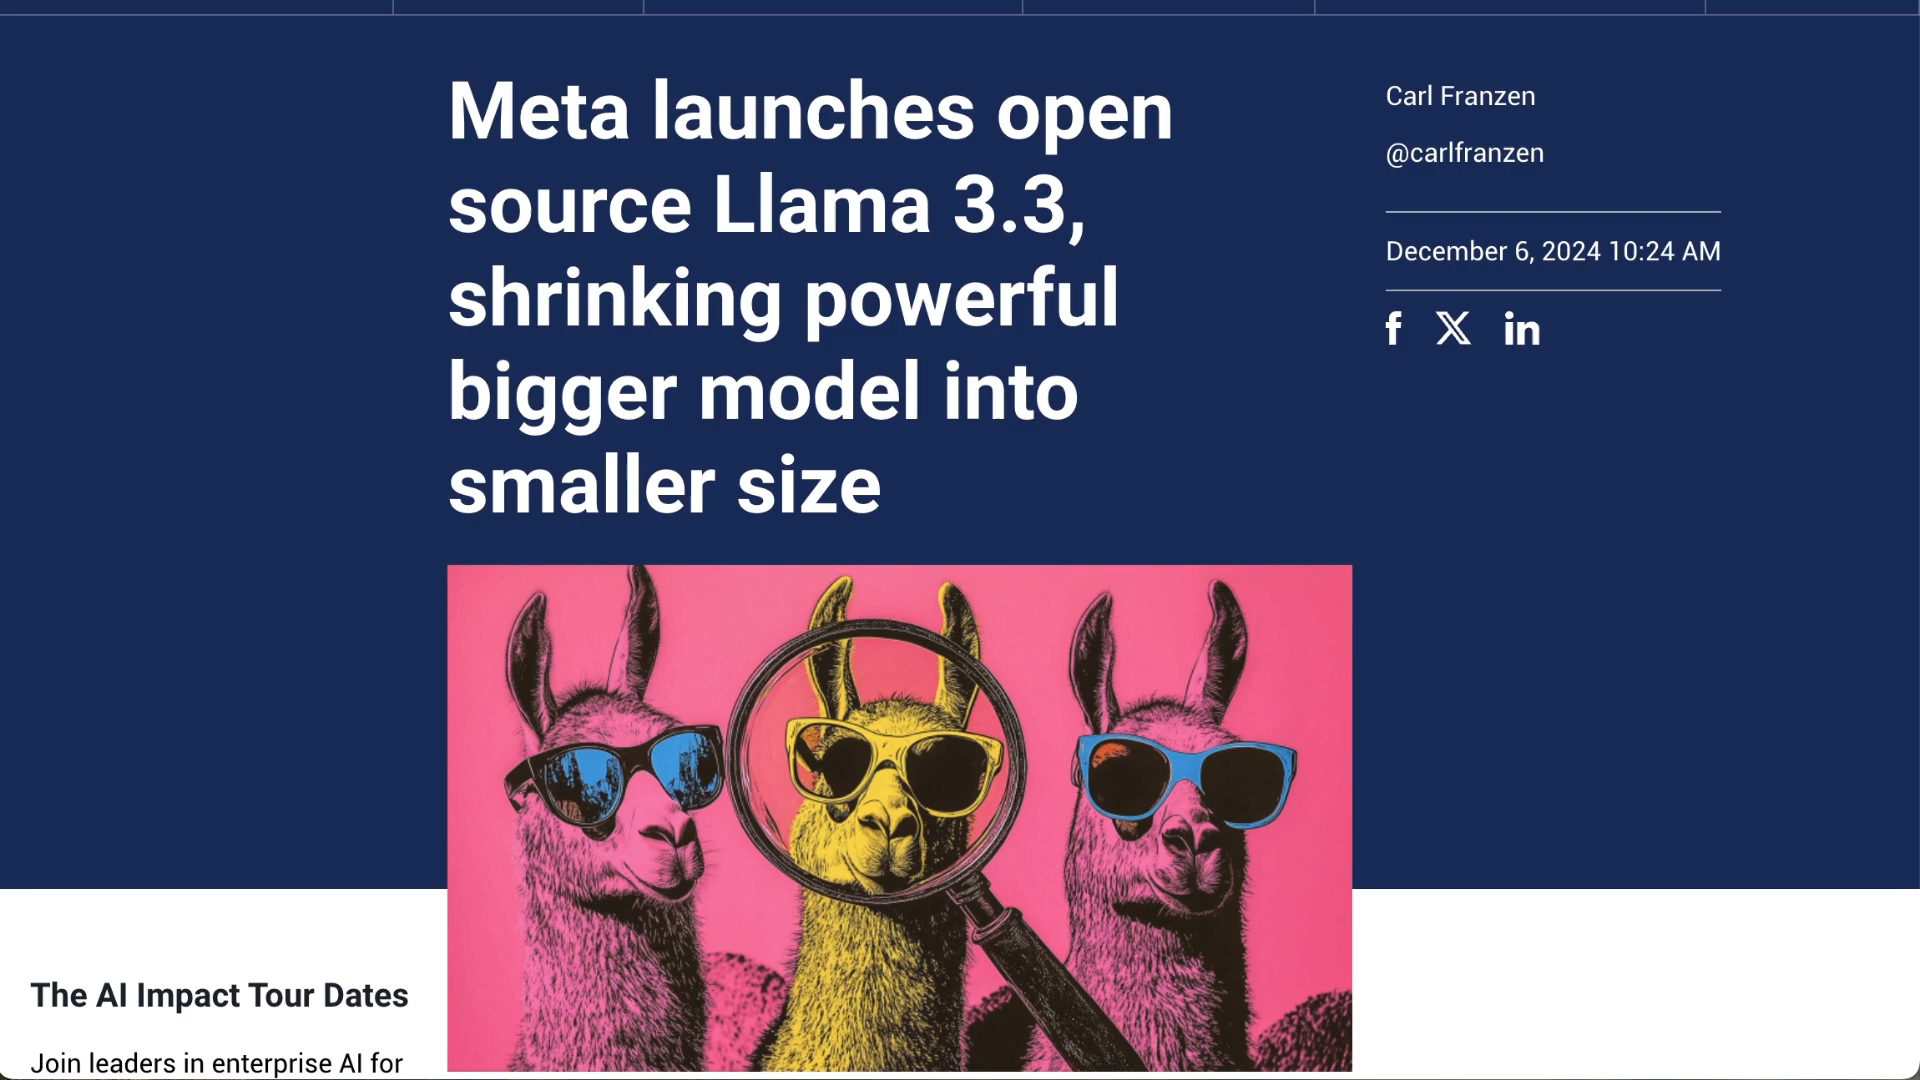 Meta launches open
source Llama 3.3,
shrinking powerful
bigger model into
smaller size
Carl Franzen
@carlfranzen
December 6, 2024 10:24 AM
The AI Impact Tour Dates
Join leaders in enterprise AI for